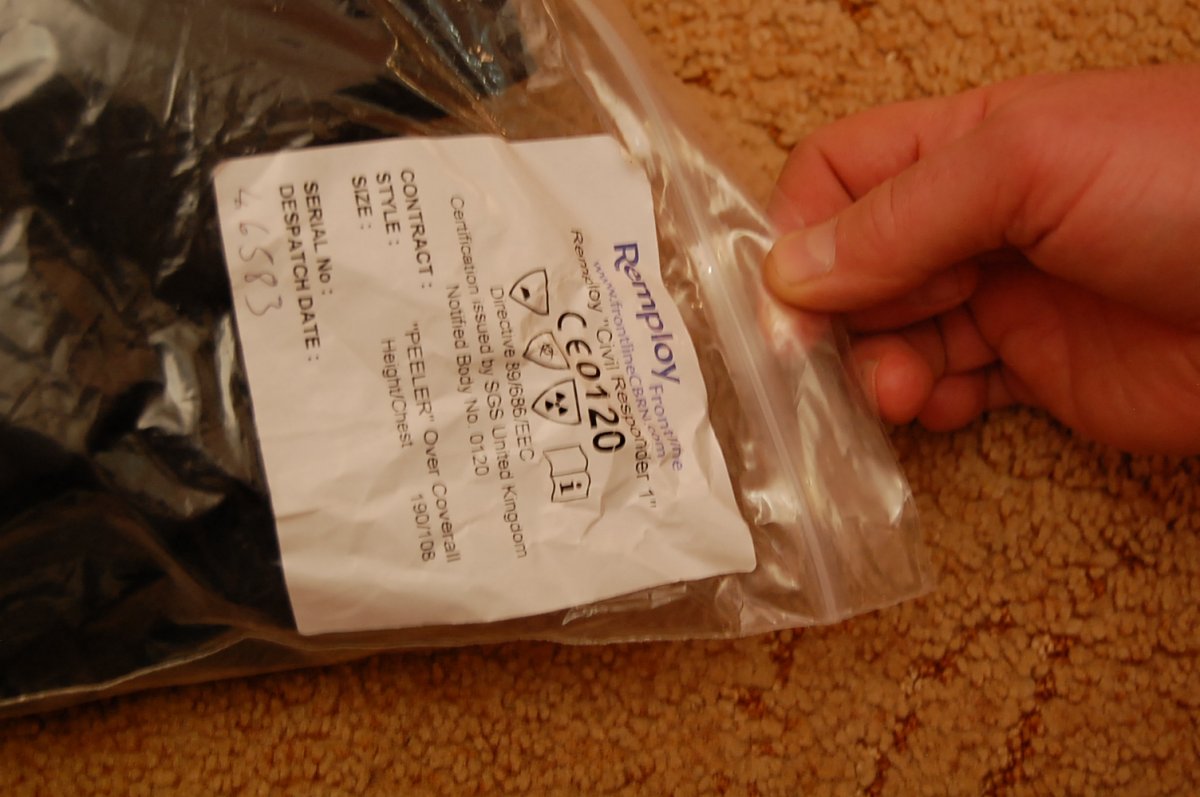 Remploy Frontline
www.frontlineCBRN.com
Remploy "Civil Responder 1"
CE0120
i
Directive 89/686/EEC
Certification issued by SGS United Kingdom
Notified Body No. 0120
CONTRACT : "PEELER" Over Coverall
STYLE :
SIZE : Height/Chest 190/108
SERIAL No :
DESPATCH DATE :
46583